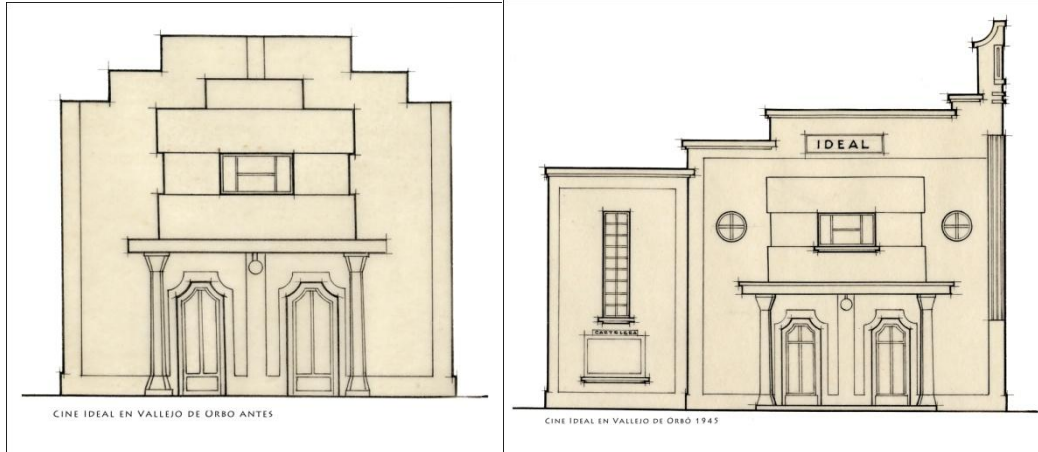 CINE IDEAL EN VALLEJO DE ORBO ANTES
IDEAL
CARTELERA
CINE IDEAL EN VALLEJO DE ORBÓ 1945